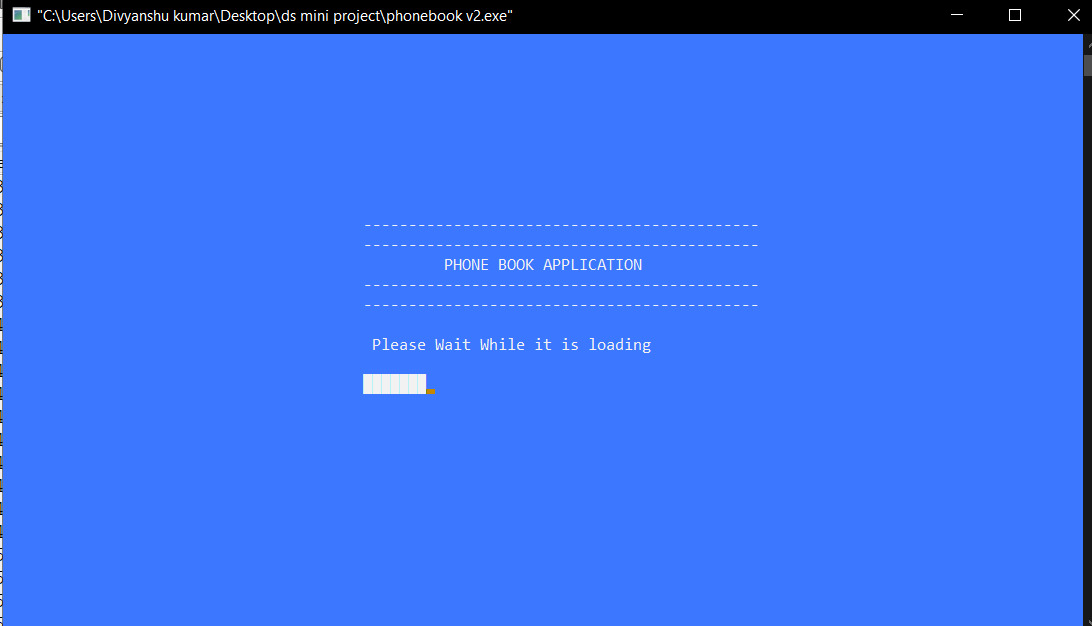 "C:\Users\Divyanshu kumar\Desktop\ds mini project\phonebook v2.exe"
--------------------------------------------
--------------------------------------------
PHONE BOOK APPLICATION
--------------------------------------------
--------------------------------------------
Please Wait While it is loading